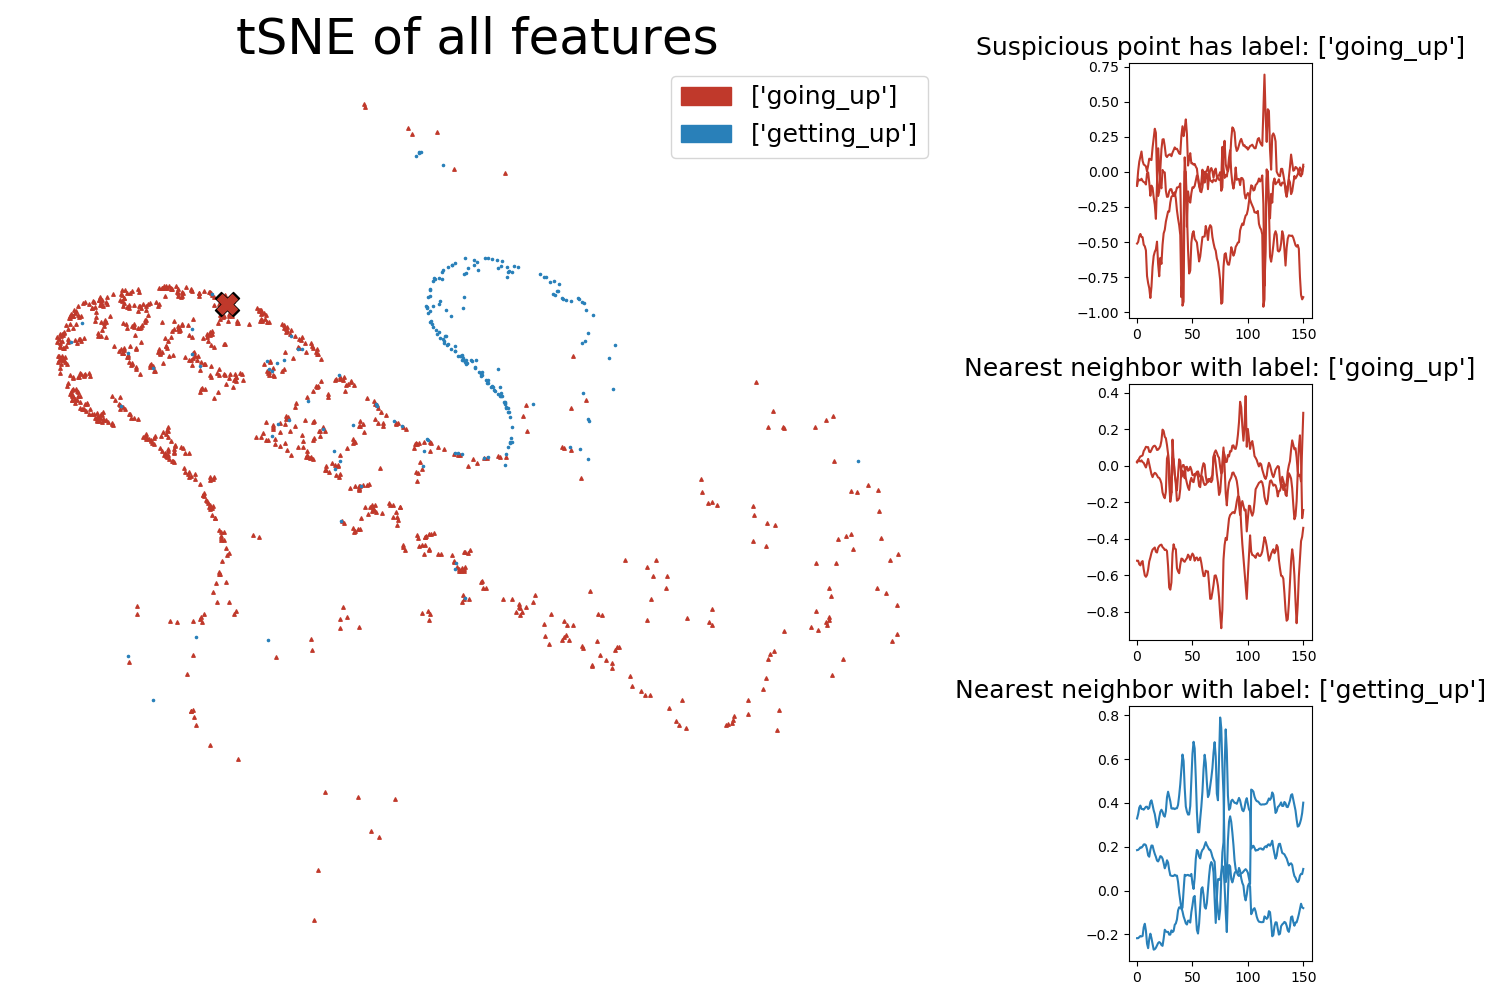 tSNE of all features
['going_up']
['getting_up']
Suspicious point has label: ['going_up']
0.75
0.50
0.25
0.00
−0.25
−0.50
−0.75
−1.00
0 50 100 150
Nearest neighbor with label: ['going_up']
0.4
0.2
0.0
−0.2
−0.4
−0.6
−0.8
0 50 100 150
Nearest neighbor with label: ['getting_up']
0.8
0.6
0.4
0.2
0.0
−0.2
0 50 100 150